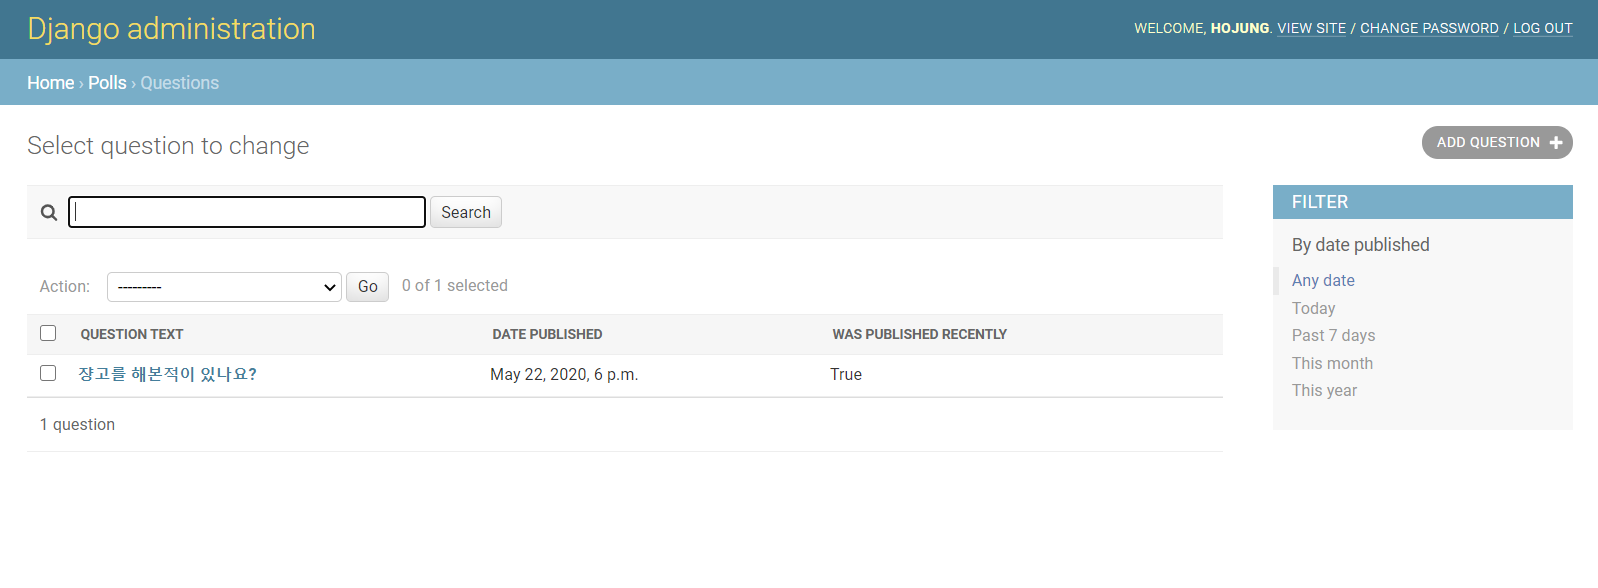 Django administration
WELCOME, HOJUNG. VIEW SITE / CHANGE PASSWORD / LOG OUT
Home › Polls › Questions
Select question to change
ADD QUESTION +
Search
FILTER
By date published
Any date
Today
Past 7 days
This month
This year
Action: --------- Go 0 of 1 selected
QUESTION TEXT DATE PUBLISHED WAS PUBLISHED RECENTLY
쟝고를 해본적이 있나요? May 22, 2020, 6 p.m. True
1 question